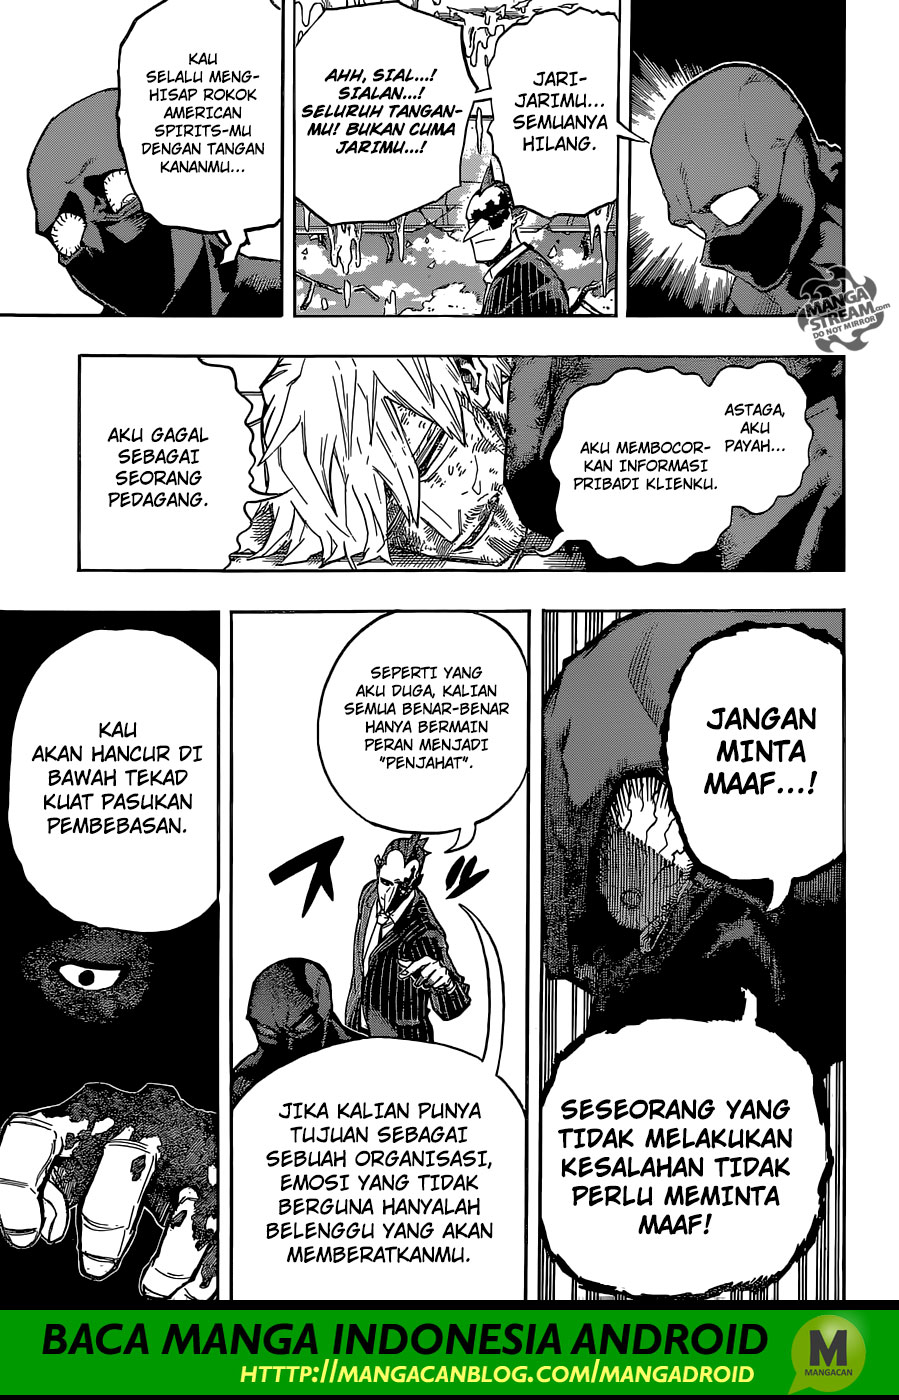 JARI-
JARIMU...
SEMUANYA
HILANG.
AHH, SIAL...!
SIALAN...!
SELURUH TANGAN-
MU! BUKAN CUMA
JARIMU...!
KAU
SELALU MENG-
HISAP ROKOK
AMERICAN
SPIRITS-MU
DENGAN TANGAN
KANANMU...
MANGA
STREAM.com
DO NOT MIRROR
ASTAGA,
AKU
PAYAH...
AKU MEMBOCOR-
KAN INFORMASI
PRIBADI KLIENKU.
AKU GAGAL
SEBAGAI
SEORANG
PEDAGANG.
JANGAN
MINTA
MAAF...!
SESEORANG YANG
TIDAK MELAKUKAN
KESALAHAN TIDAK
PERLU MEMINTA
MAAF!
SEPERTI YANG
AKU DUGA, KALIAN
SEMUA BENAR-BENAR
HANYA BERMAIN
PERAN MENJADI
"PENJAHAT".
JIKA KALIAN PUNYA
TUJUAN SEBAGAI
SEBUAH ORGANISASI,
EMOSI YANG TIDAK
BERGUNA HANYALAH
BELENGGU YANG AKAN
MEMBERATKANMU.
KAU
AKAN HANCUR DI
BAWAH TEKAD
KUAT PASUKAN
PEMBEBASAN.
BACA MANGA INDONESIA ANDROID
HTTTP://MANGACANBLOG.COM/MANGADROID
M
MANGACAN